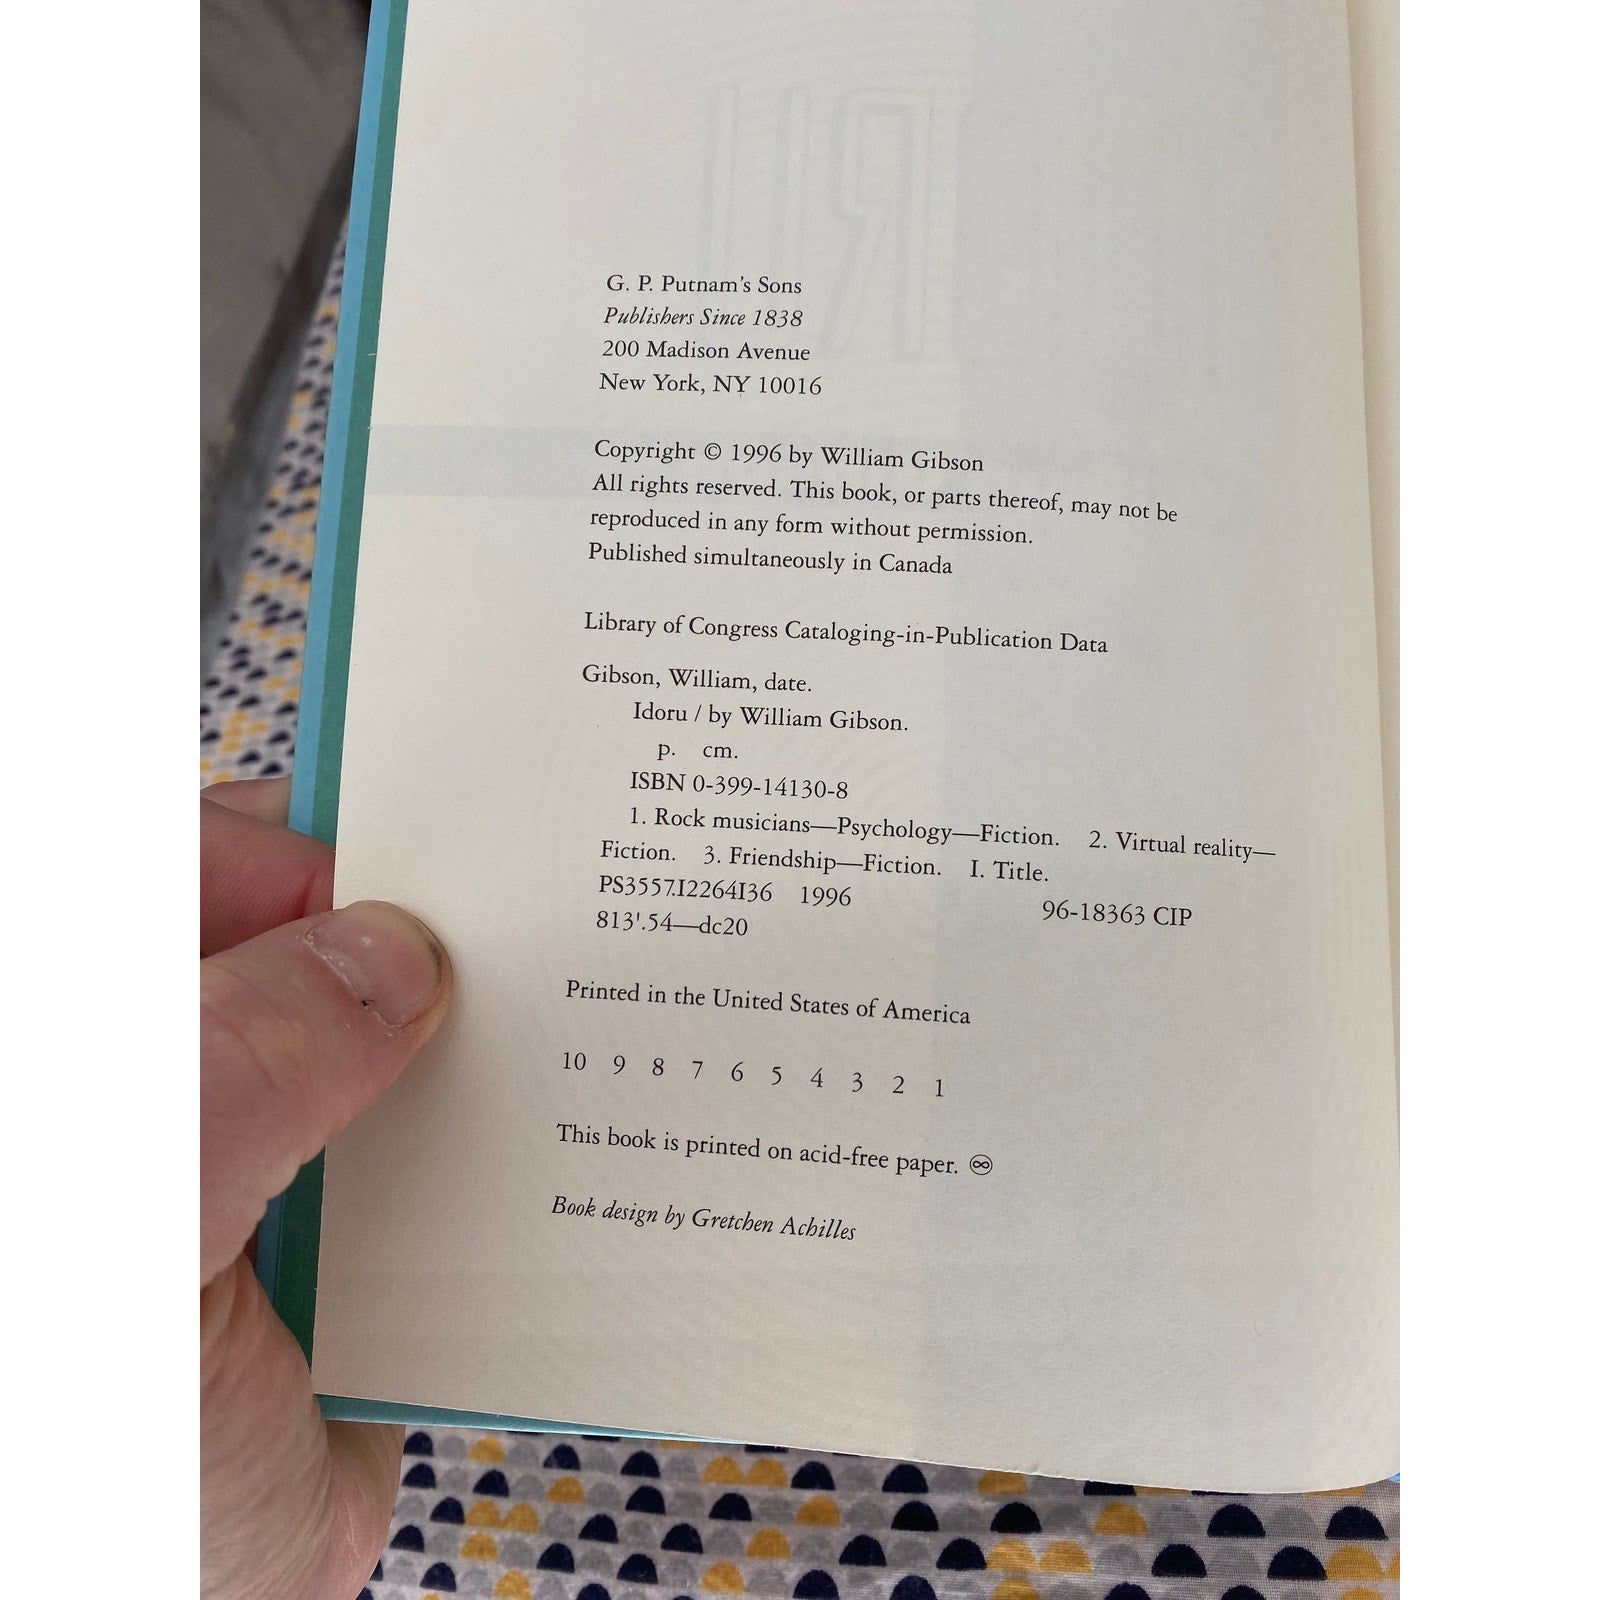 G. P. Putnam's Sons
Publishers Since 1838
200 Madison Avenue
New York, NY 10016
Copyright © 1996 by William Gibson
All rights reserved. This book, or parts thereof, may not be
reproduced in any form without permission.
Published simultaneously in Canada
Library of Congress Cataloging-in-Publication Data
Gibson, William, date.
Idoru / by William Gibson.
p. cm.
ISBN 0-399-14130-8
1. Rock musicians—Psychology—Fiction. 2. Virtual reality—
Fiction. 3. Friendship—Fiction. I. Title.
PS3557.I2264I36 1996 96-18363 CIP
813'.54—dc20
Printed in the United States of America
10 9 8 7 6 5 4 3 2 1
This book is printed on acid-free paper. ♾
Book design by Gretchen Achilles